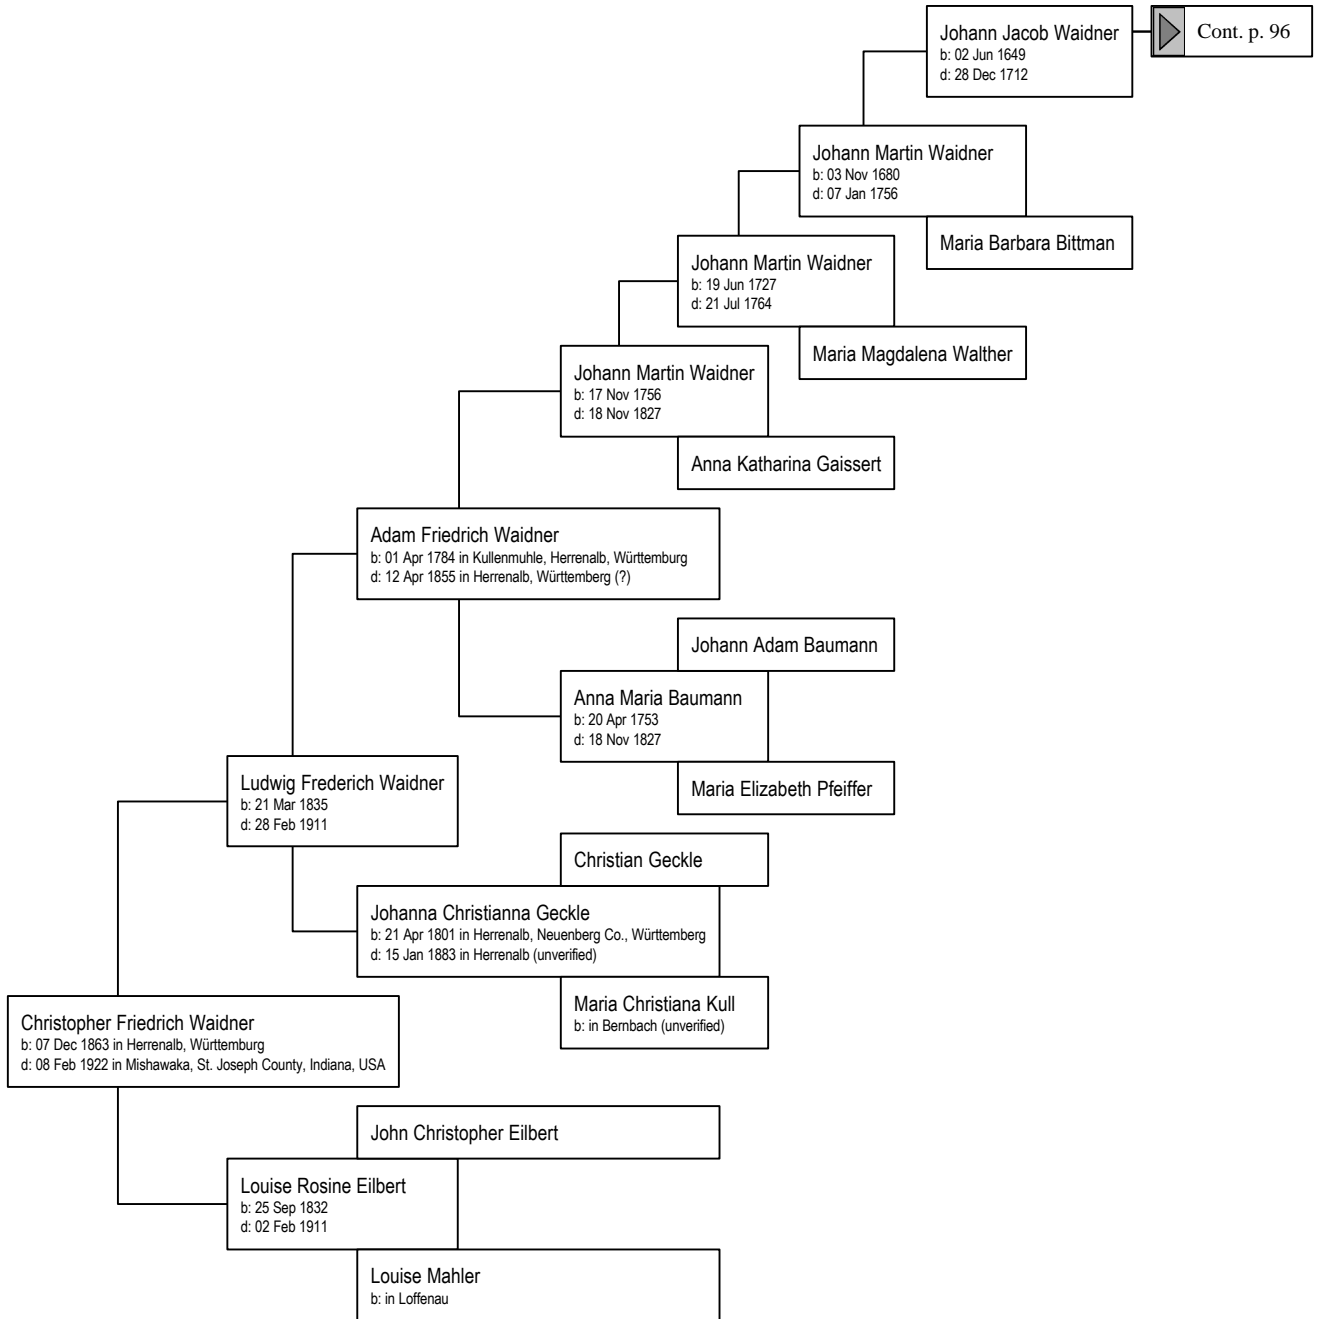 Johann Jacob Waidner
b: 02 Jun 1649
d: 28 Dec 1712
Cont. p. 96
Johann Martin Waidner
b: 03 Nov 1680
d: 07 Jan 1756
Maria Barbara Bittman
Johann Martin Waidner
b: 19 Jun 1727
d: 21 Jul 1764
Maria Magdalena Walther
Johann Martin Waidner
b: 17 Nov 1756
d: 18 Nov 1827
Anna Katharina Gaissert
Adam Friedrich Waidner
b: 01 Apr 1784 in Kullenmuhle, Herrenalb, Württemburg
d: 12 Apr 1855 in Herrenalb, Württemberg (?)
Johann Adam Baumann
Anna Maria Baumann
b: 20 Apr 1753
d: 18 Nov 1827
Maria Elizabeth Pfeiffer
Ludwig Frederich Waidner
b: 21 Mar 1835
d: 28 Feb 1911
Christian Geckle
Johanna Christianna Geckle
b: 21 Apr 1801 in Herrenalb, Neuenberg Co., Württemberg
d: 15 Jan 1883 in Herrenalb (unverified)
Maria Christiana Kull
b: in Bernbach (unverified)
Christopher Friedrich Waidner
b: 07 Dec 1863 in Herrenalb, Württemburg
d: 08 Feb 1922 in Mishawaka, St. Joseph County, Indiana, USA
John Christopher Eilbert
Louise Rosine Eilbert
b: 25 Sep 1832
d: 02 Feb 1911
Louise Mahler
b: in Loffenau